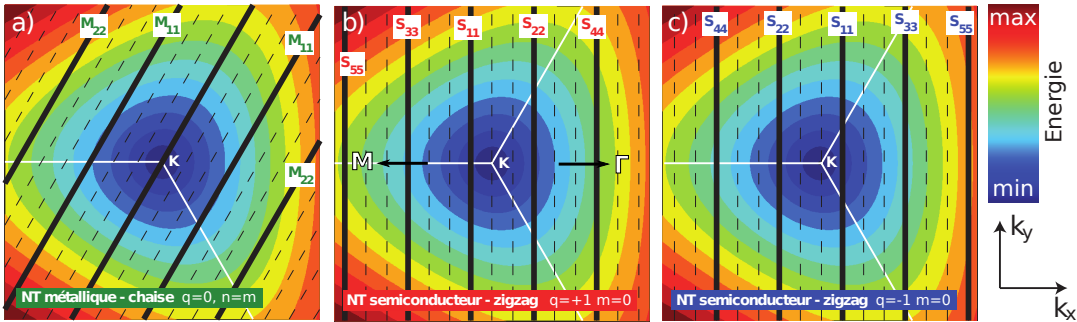 a)
M22
M11
M11
M22
K
NT métallique - chaise q=0, n=m
b)
S33
S11
S22
S44
S55
M
K
Γ
NT semiconducteur - zigzag q=+1 m=0
c)
S44
S22
S11
S33
S55
K
NT semiconducteur - zigzag q=-1 m=0
max
Energie
min
ky
kx